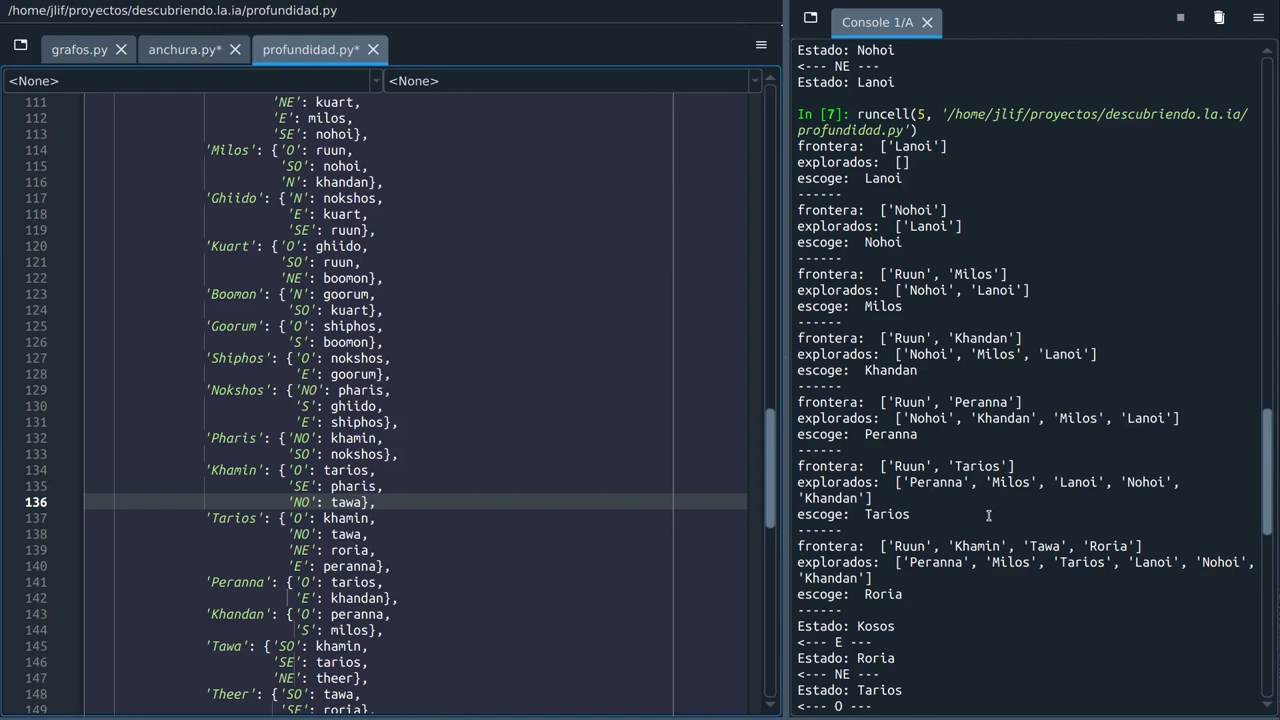 /home/jlif/proyectos/descubriendo.la.ia/profundidad.py
grafos.py
anchura.py*
profundidad.py*
<None>
<None>
111 'NE': kuart,
112 'E': milos,
113 'SE': nohoi},
114 'Milos': {'O': ruun,
115 'SO': nohoi,
116 'N': khandan},
117 'Ghiido': {'N': nokshos,
118 'E': kuart,
119 'SE': ruun},
120 'Kuart': {'O': ghiido,
121 'SO': ruun,
122 'NE': boomon},
123 'Boomon': {'N': goorum,
124 'SO': kuart},
125 'Goorum': {'O': shiphos,
126 'S': boomon},
127 'Shiphos': {'O': nokshos,
128 'E': goorum},
129 'Nokshos': {'NO': pharis,
130 'S': ghiido,
131 'E': shiphos},
132 'Pharis': {'NO': khamin,
133 'SO': nokshos},
134 'Khamin': {'O': tarios,
135 'SE': pharis,
136 'NO': tawa},
137 'Tarios': {'O': khamin,
138 'NO': tawa,
139 'NE': roria,
140 'E': peranna},
141 'Peranna': {'O': tarios,
142 'E': khandan},
143 'Khandan': {'O': peranna,
144 'S': milos},
145 'Tawa': {'SO': khamin,
146 'SE': tarios,
147 'NE': theer},
148 'Theer': {'SO': tawa,
149 'SE': roria},
Console 1/A
Estado: Nohoi
<--- NE ---
Estado: Lanoi
In [7]: runcell(5, '/home/jlif/proyectos/descubriendo.la.ia/
profundidad.py')
frontera: ['Lanoi']
explorados: []
escoge: Lanoi
------
frontera: ['Nohoi']
explorados: ['Lanoi']
escoge: Nohoi
------
frontera: ['Ruun', 'Milos']
explorados: ['Nohoi', 'Lanoi']
escoge: Milos
------
frontera: ['Ruun', 'Khandan']
explorados: ['Nohoi', 'Milos', 'Lanoi']
escoge: Khandan
------
frontera: ['Ruun', 'Peranna']
explorados: ['Nohoi', 'Khandan', 'Milos', 'Lanoi']
escoge: Peranna
------
frontera: ['Ruun', 'Tarios']
explorados: ['Peranna', 'Milos', 'Lanoi', 'Nohoi',
'Khandan']
escoge: Tarios
------
frontera: ['Ruun', 'Khamin', 'Tawa', 'Roria']
explorados: ['Peranna', 'Milos', 'Tarios', 'Lanoi', 'Nohoi',
'Khandan']
escoge: Roria
------
Estado: Kosos
<--- E ---
Estado: Roria
<--- NE ---
Estado: Tarios
<--- O ---